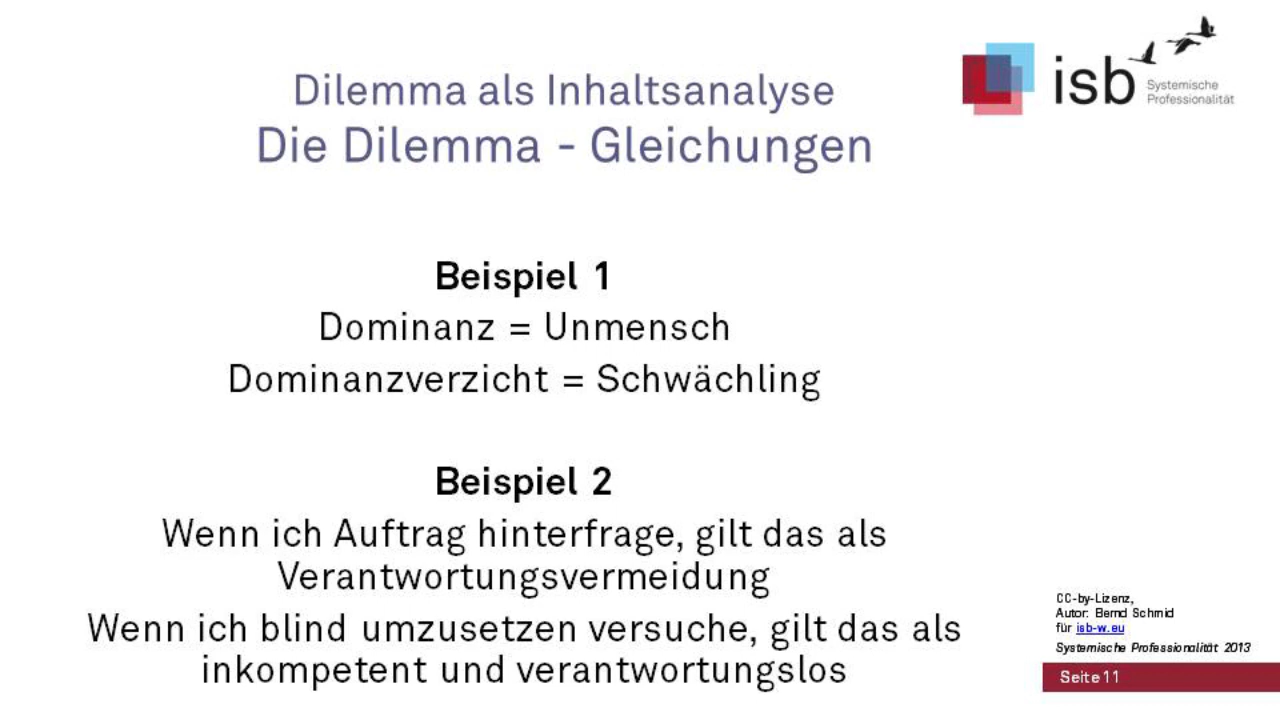 Dilemma als Inhaltsanalyse
Die Dilemma - Gleichungen
isb
Systemische
Professionalität
Beispiel 1
Dominanz = Unmensch
Dominanzverzicht = Schwächling
Beispiel 2
Wenn ich Auftrag hinterfrage, gilt das als
Verantwortungsvermeidung
Wenn ich blind umzusetzen versuche, gilt das als
inkompetent und verantwortungslos
CC-by-Lizenz,
Autor: Bernd Schmid
für isb-w.eu
Systemische Professionalität 2013
Seite 11